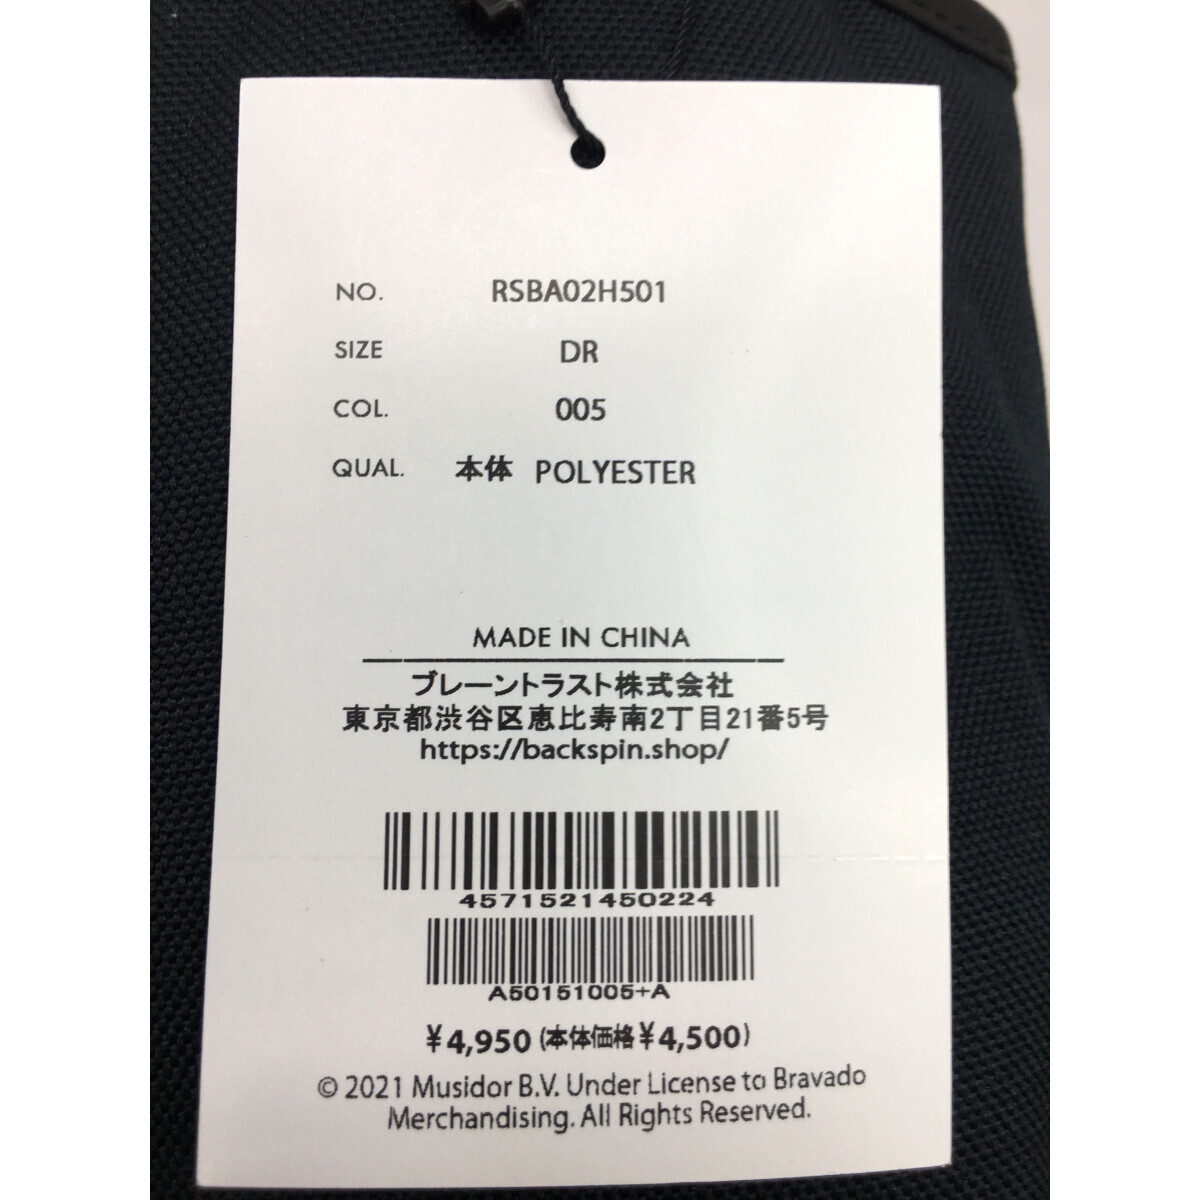 NO. RSBA02H501
SIZE DR
COL. 005
QUAL. 本体 POLYESTER
MADE IN CHINA
ブレーントラスト株式会社
東京都渋谷区恵比寿南2丁目21番5号
https://backspin.shop/
4571521450224
A50151005+A
¥4,950 (本体価格¥4,500)
© 2021 Musidor B.V. Under License to Bravado
Merchandising. All Rights Reserved.